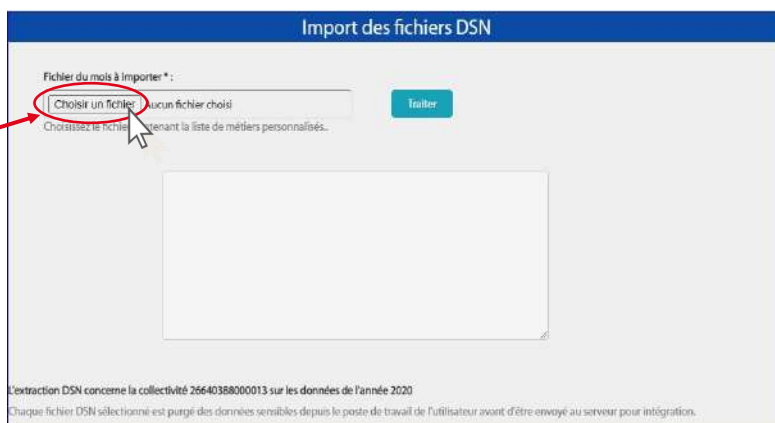 Import des fichiers DSN
Fichier du mois à importer * :
Choisir un fichier Aucun fichier choisi
Traiter
Choisissez le fichier contenant la liste de métiers personnalisés..
L'extraction DSN concerne la collectivité 26640388000013 sur les données de l'année 2020
Chaque fichier DSN sélectionné est purgé des données sensibles depuis le poste de travail de l'utilisateur avant d'être envoyé au serveur pour intégration.